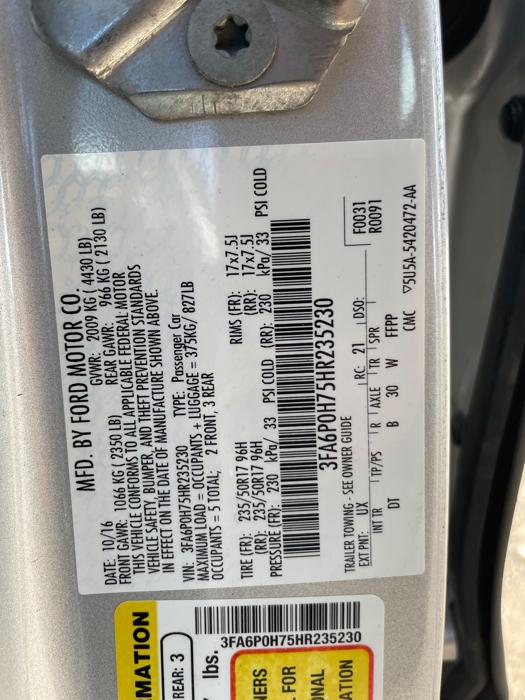 MFD. BY FORD MOTOR CO.
DATE: 10/16 GVWR: 2009 KG ( 4430 LB)
FRONT GAWR: 1066 KG ( 2350 LB) REAR GAWR: 966 KG ( 2130 LB)
THIS VEHICLE CONFORMS TO ALL APPLICABLE FEDERAL MOTOR
VEHICLE SAFETY, BUMPER, AND THEFT PREVENTION STANDARDS
IN EFFECT ON THE DATE OF MANUFACTURE SHOWN ABOVE.
VIN: 3FA6P0H75HR235230 TYPE: Passenger Car
MAXIMUM LOAD = OCCUPANTS + LUGGAGE = 375KG/ 827LB
OCCUPANTS = 5 TOTAL: 2 FRONT, 3 REAR
TIRE (FR): 235/50R17 96H RIMS (FR): 17x7.5J
(RR): 235/50R17 96H (RR): 17x7.5J
PRESSURE (FR): 230 kPa/ 33 PSI COLD (RR): 230 kPa/ 33 PSI COLD
3FA6P0H75HR235230
TRAILER TOWING - SEE OWNER GUIDE F0031
EXT PNT: UX RC: 21 DSO: R0091
INT TR TP/PS R AXLE TR SPR
DT B 30 W FFPP
CMC ▽5U5A-5420472-AA
MATION
REAR: 3
lbs.
3FA6P0H75HR235230
NERS
FOR
NAL
ATION